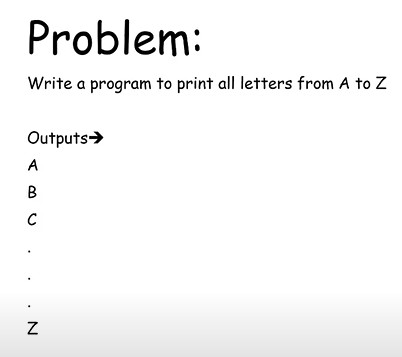 Problem:
Write a program to print all letters from A to Z
Outputs➔
A
B
C
.
.
.
Z